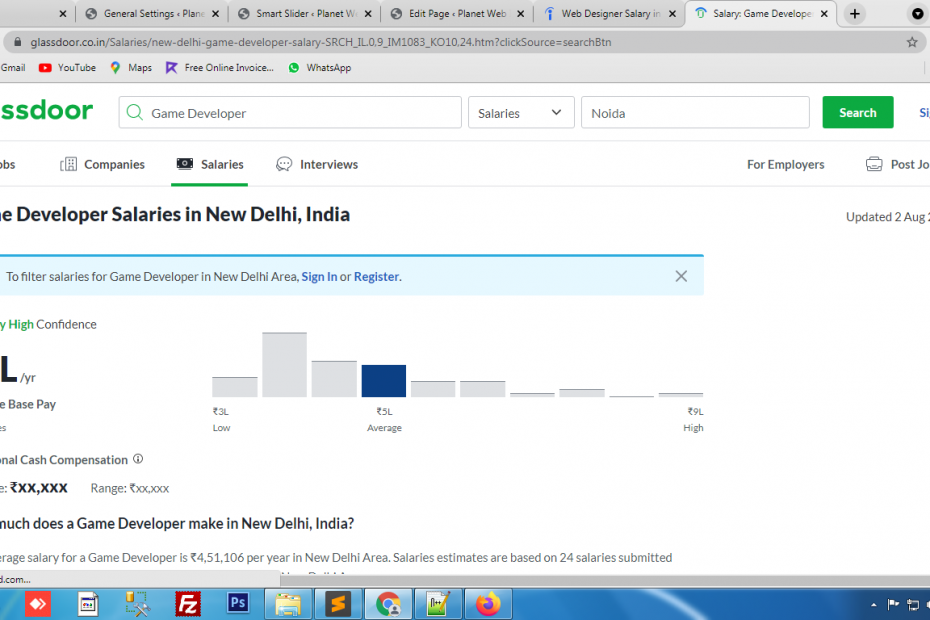 General Settings ‹ Plane
Smart Slider ‹ Planet W
Edit Page ‹ Planet Web
Web Designer Salary in
Salary: Game Develope
glassdoor.co.in/Salaries/new-delhi-game-developer-salary-SRCH_IL.0,9_IM1083_KO10,24.htm?clickSource=searchBtn
Gmail YouTube Maps Free Online Invoice... WhatsApp
ssdoor Game Developer Salaries Noida Search Si
obs Companies Salaries Interviews For Employers Post Jo
e Developer Salaries in New Delhi, India
Updated 2 Aug 2
To filter salaries for Game Developer in New Delhi Area, Sign In or Register.
y High Confidence
L /yr
e Base Pay
es
₹3L ₹5L ₹9L
Low Average High
onal Cash Compensation
e: ₹xx,xxx Range: ₹xx,xxx
much does a Game Developer make in New Delhi, India?
erage salary for a Game Developer is ₹4,51,106 per year in New Delhi Area. Salaries estimates are based on 24 salaries submitted
d.com...
Fz Ps